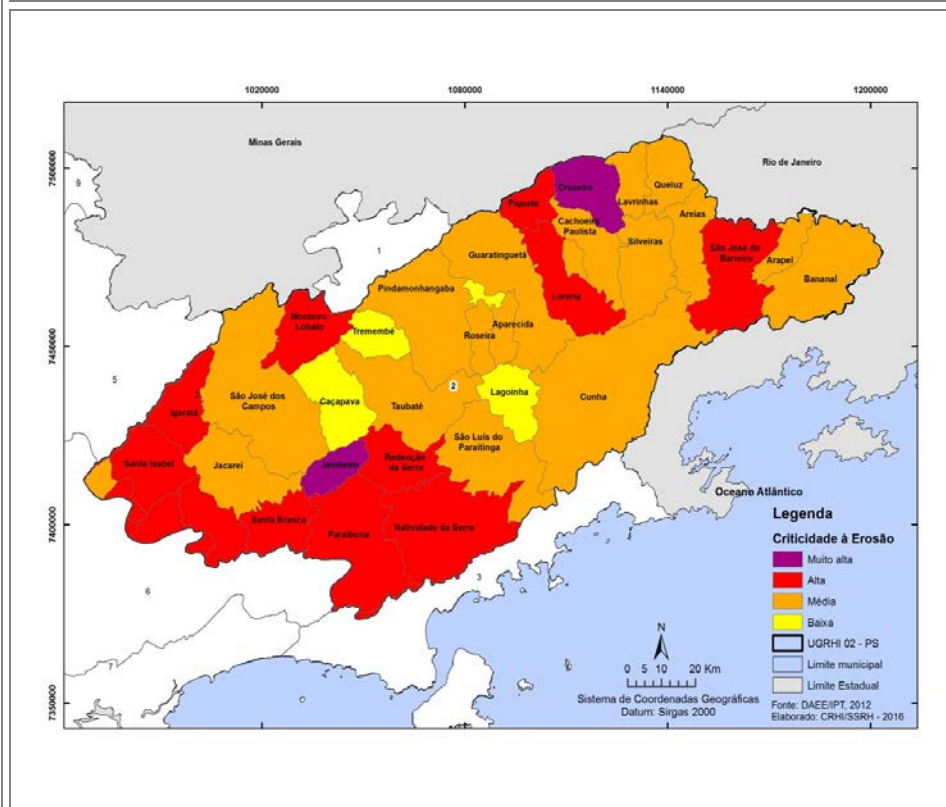 1020000
1080000
1140000
1200000
7500000
7450000
7400000
7350000
Minas Gerais
Rio de Janeiro
9
1
5
6
7
3
2
Cruzeiro
Piquete
Lavrinhas
Queluz
Cachoeira
Paulista
Areias
Silveiras
São José do
Barreiro
Arapeí
Bananal
Guaratinguetá
Lorena
Pindamonhangaba
Monteiro
Lobato
Tremembé
Roseira
Aparecida
Lagoinha
Cunha
São José dos
Campos
Caçapava
Taubaté
Igaratá
São Luís do
Paraitinga
Santa Isabel
Jacareí
Jambeiro
Redenção
da Serra
Santa Branca
Paraibuna
Natividade da Serra
Oceano Atlântico
Legenda
Criticidade à Erosão
Muito alta
Alta
Média
Baixa
UGRHI 02 - PS
Limite municipal
Limite Estadual
N
0 5 10 20 Km
Sistema de Coordenadas Geográficas
Datum: Sirgas 2000
Fonte: DAEE/IPT, 2012
Elaborado: CRHI/SSRH - 2016